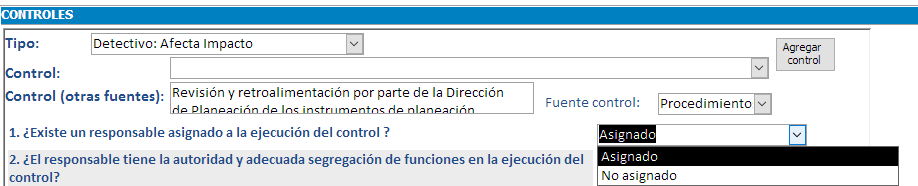 CONTROLES
Tipo: Detectivo: Afecta Impacto
Agregar
control
Control:
Control (otras fuentes): Revisión y retroalimentación por parte de la Dirección
de Planeación de los instrumentos de planeación
Fuente control: Procedimiento
1. ¿Existe un responsable asignado a la ejecución del control ? Asignado
Asignado
No asignado
2. ¿El responsable tiene la autoridad y adecuada segregación de funciones en la ejecución del
control?